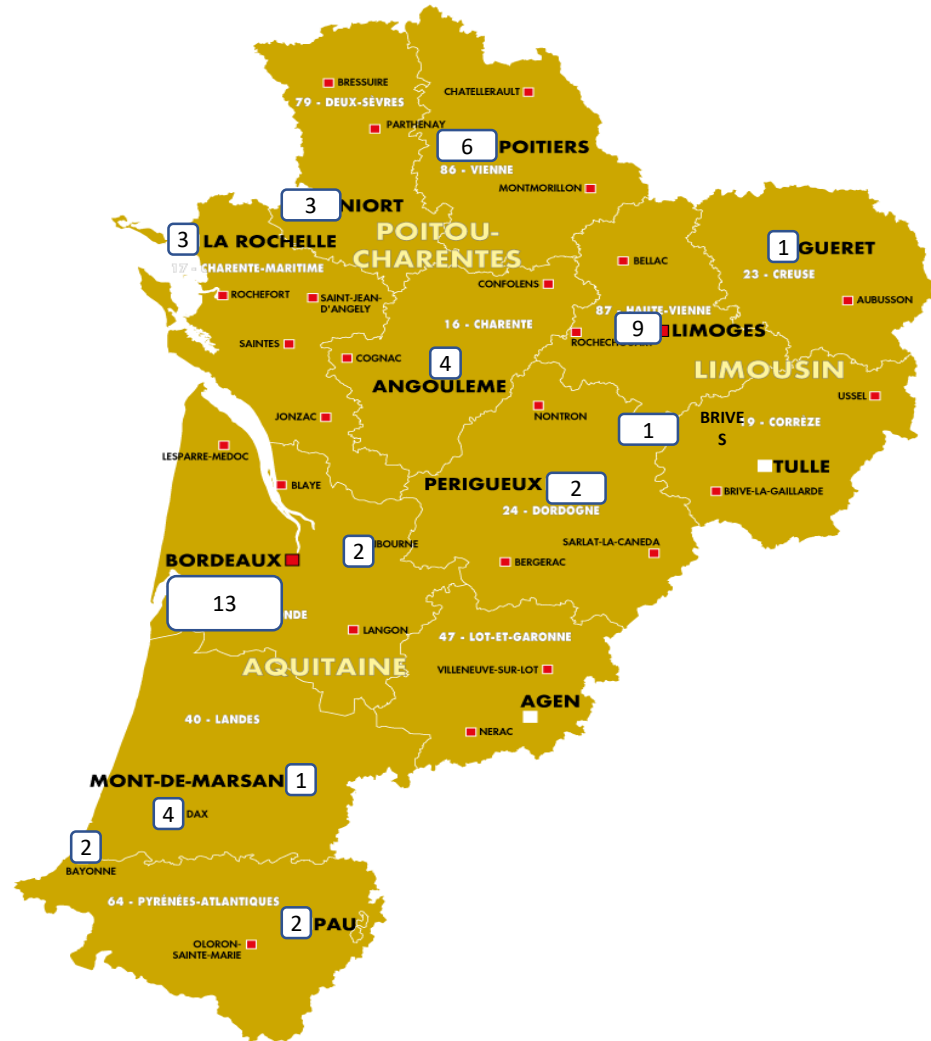 BRESSUIRE
79 - DEUX-SÈVRES
CHATELLERAULT
PARTHENAY
6 POITIERS
86 - VIENNE
MONTMORILLON
3 NIORT
3 LA ROCHELLE
POITOU-
CHARENTES
17 - CHARENTE-MARITIME
1 GUERET
23 - CREUSE
BELLAC
CONFOLENS
ROCHEFORT
SAINT-JEAN-
D'ANGELY
AUBUSSON
87 - HAUTE-VIENNE
16 - CHARENTE
9 LIMOGES
SAINTES
COGNAC
4
ANGOULEME
LIMOUSIN
USSEL
JONZAC
NONTRON
1
BRIVE
S
9 - CORRÈZE
LESPARRE-MEDOC
TULLE
BLAYE
PERIGUEUX 2
BRIVE-LA-GAILLARDE
24 - DORDOGNE
2 IBOURNE
SARLAT-LA-CANEDA
BORDEAUX
BERGERAC
13 NDE
LANGON
47 - LOT-ET-GARONNE
AQUITAINE
VILLENEUVE-SUR-LOT
AGEN
40 - LANDES
NERAC
MONT-DE-MARSAN 1
4 DAX
2
BAYONNE
64 - PYRÉNÉES-ATLANTIQUES
2 PAU
OLORON-
SAINTE-MARIE